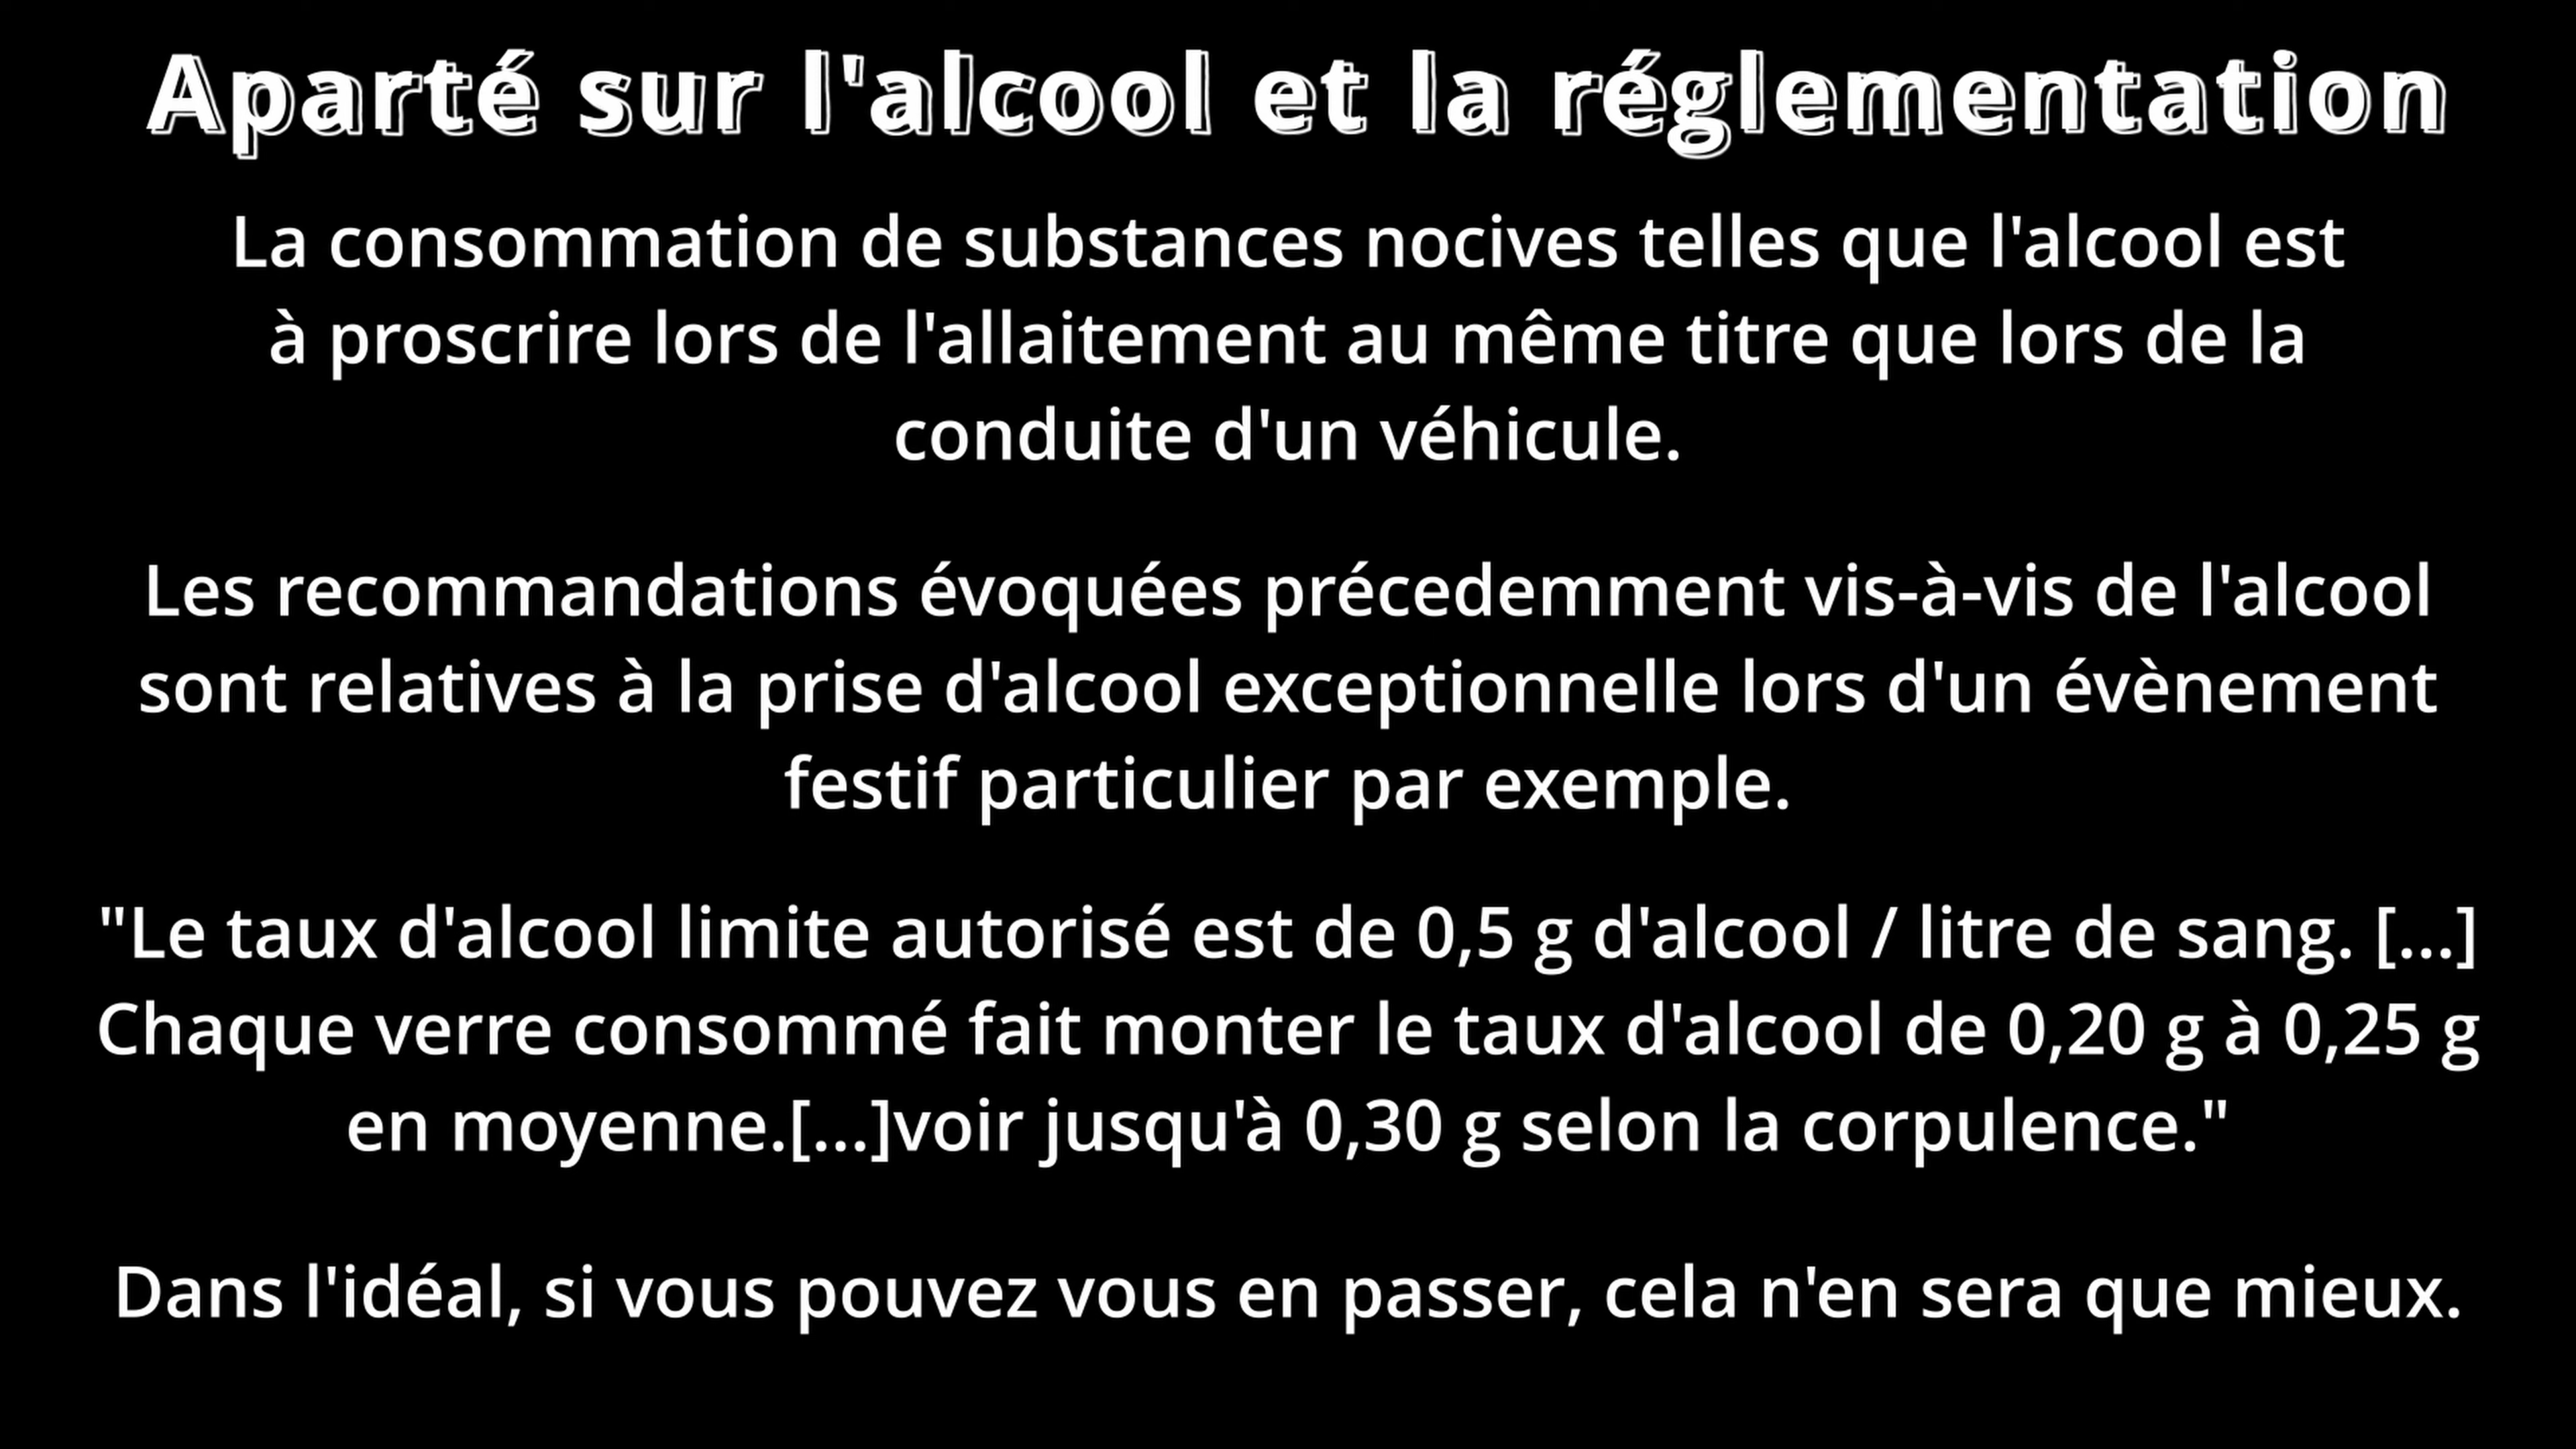 Aparté sur l'alcool et la réglementation
La consommation de substances nocives telles que l'alcool est
à proscrire lors de l'allaitement au même titre que lors de la
conduite d'un véhicule.
Les recommandations évoquées précedemment vis-à-vis de l'alcool
sont relatives à la prise d'alcool exceptionnelle lors d'un évènement
festif particulier par exemple.
"Le taux d'alcool limite autorisé est de 0,5 g d'alcool / litre de sang. [...]
Chaque verre consommé fait monter le taux d'alcool de 0,20 g à 0,25 g
en moyenne.[...]voir jusqu'à 0,30 g selon la corpulence."
Dans l'idéal, si vous pouvez vous en passer, cela n'en sera que mieux.